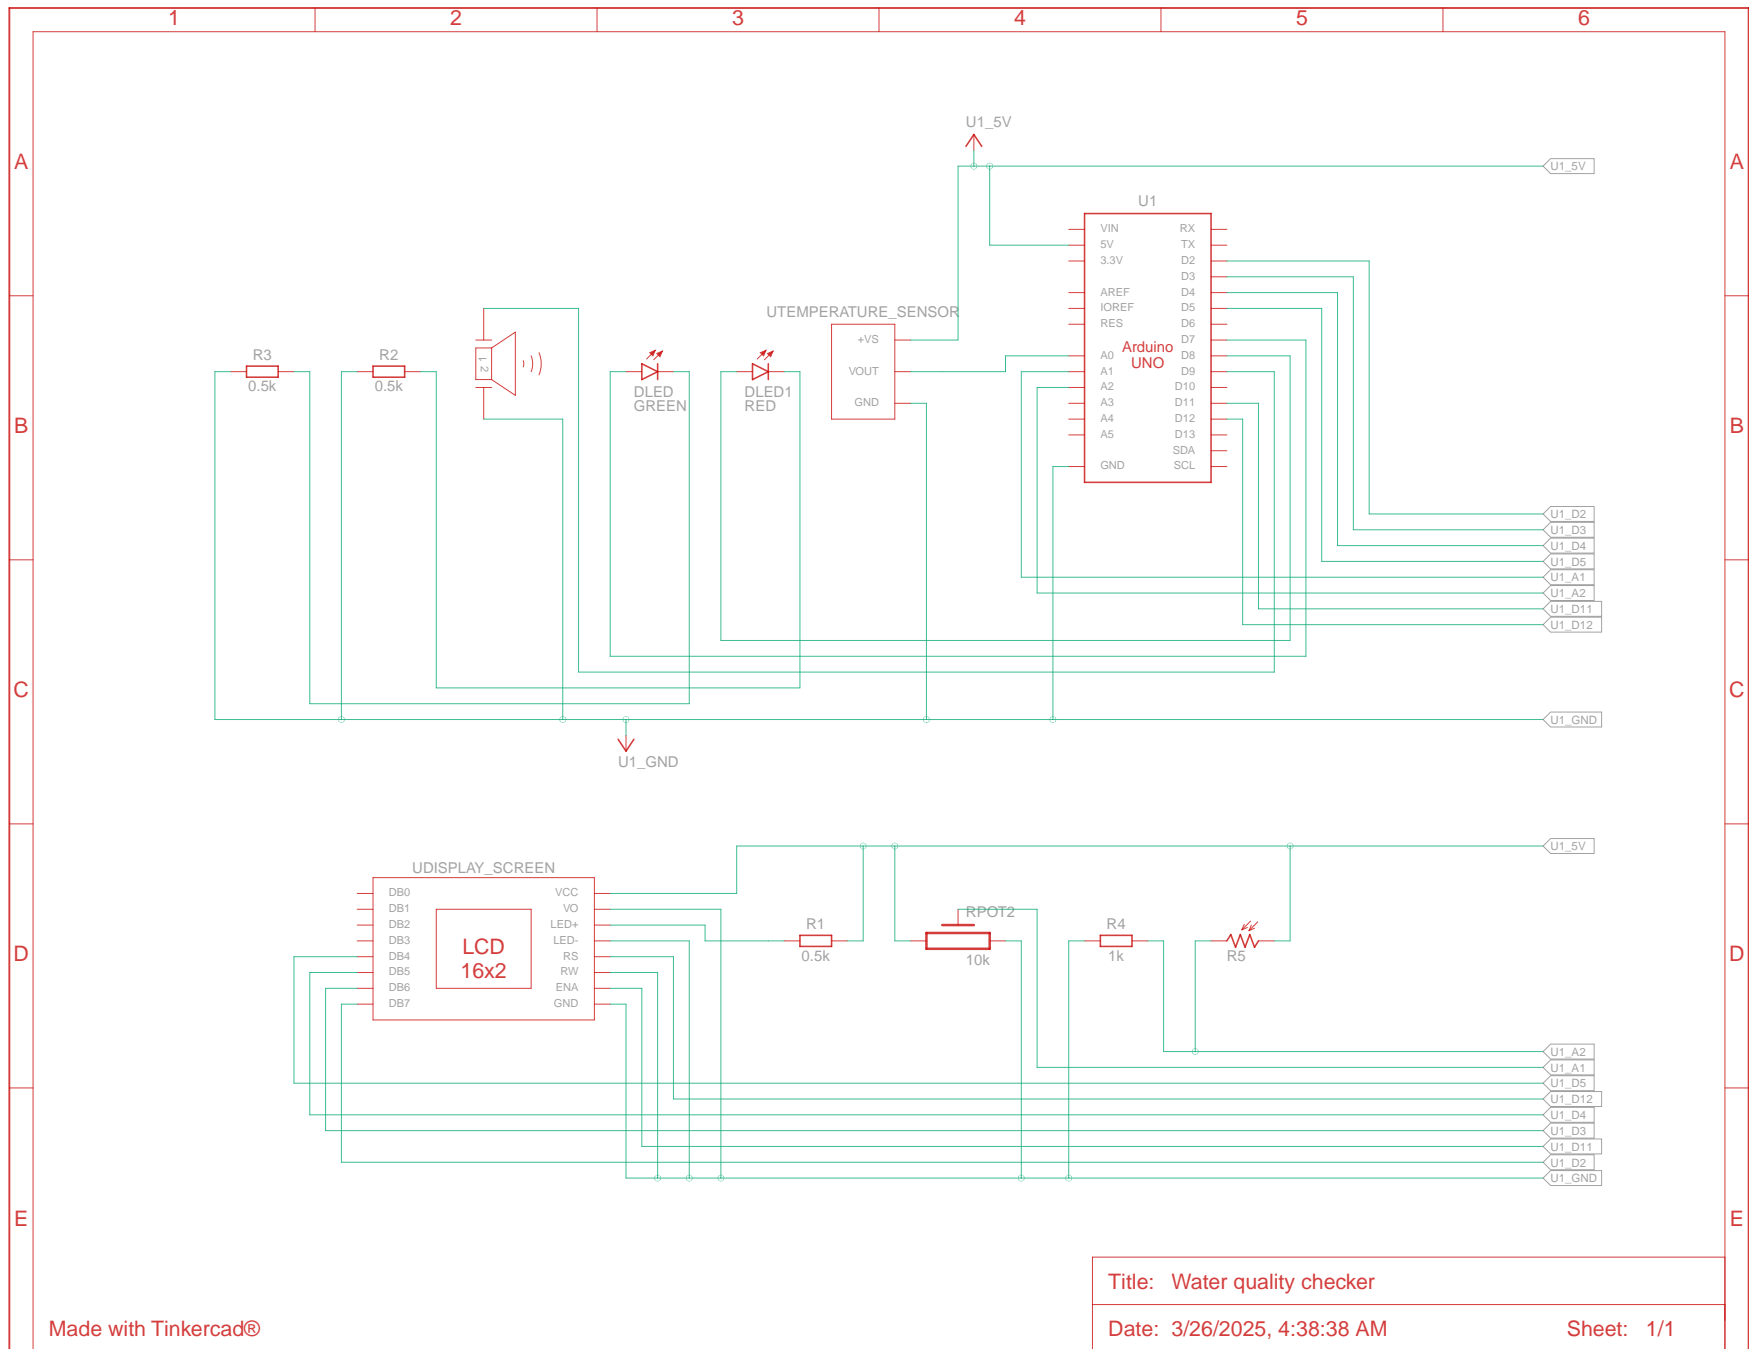 1 2 3 4 5 6
A A
B B
C C
D D
E E
U1_5V
U1_5V
U1
VIN RX
5V TX
3.3V D2
D3
AREF D4
IOREF D5
RES D6
D7
A0 D8
A1 D9
A2 D10
A3 D11
A4 D12
A5 D13
SDA
GND SCL
Arduino
UNO
UTEMPERATURE_SENSOR
+VS
VOUT
GND
R3
0.5k
R2
0.5k
1 2
DLED
GREEN
DLED1
RED
U1_D2
U1_D3
U1_D4
U1_D5
U1_A1
U1_A2
U1_D11
U1_D12
U1_GND
U1_GND
U1_5V
UDISPLAY_SCREEN
DB0 VCC
DB1 VO
DB2 LED+
DB3 LED-
DB4 RS
DB5 RW
DB6 ENA
DB7 GND
LCD
16x2
R1
0.5k
RPOT2
10k
R4
1k
R5
U1_A2
U1_A1
U1_D5
U1_D12
U1_D4
U1_D3
U1_D11
U1_D2
U1_GND
Title: Water quality checker
Made with Tinkercad®
Date: 3/26/2025, 4:38:38 AM Sheet: 1/1